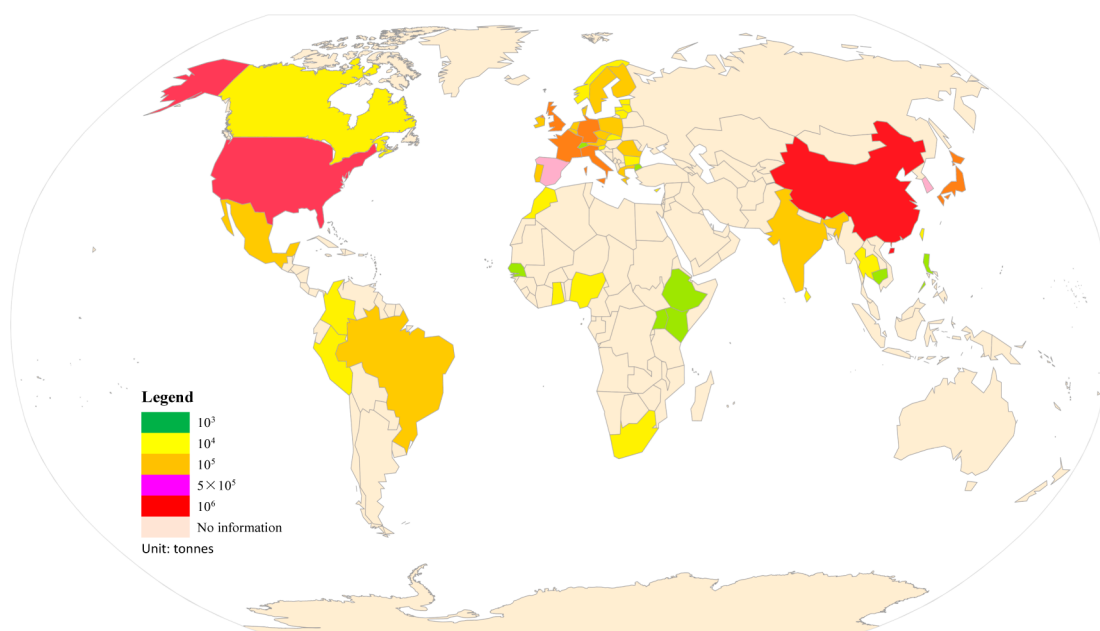 Legend
10³
10⁴
10⁵
5×10⁵
10⁶
No information
Unit: tonnes